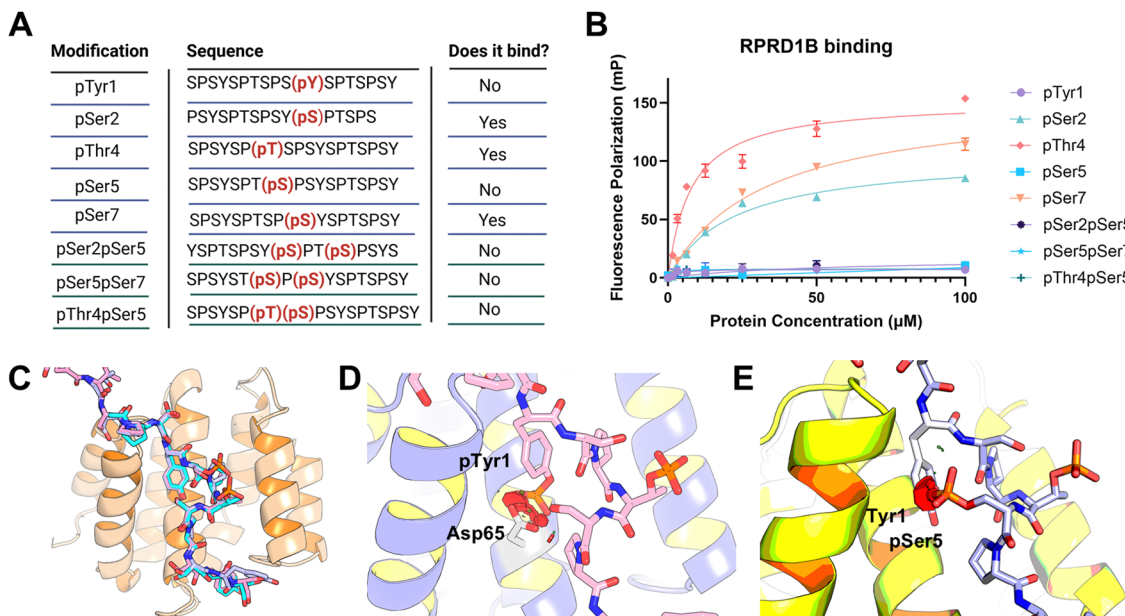 A
Modification Sequence Does it bind?
pTyr1 SPSYSPTSPS(pY)SPTSPSY No
pSer2 PSYSPTSPSY(pS)PTSPS Yes
pThr4 SPSYSP(pT)SPSYSPTSPSY Yes
pSer5 SPSYSPT(pS)PSYSPTSPSY No
pSer7 SPSYSPTSP(pS)YSPTSPSY Yes
pSer2pSer5 YSPTSPSY(pS)PT(pS)PSYS No
pSer5pSer7 SPSYST(pS)P(pS)YSPTSPSY No
pThr4pSer5 SPSYSP(pT)(pS)PSYSPTSPSY No
B
RPRD1B binding
Fluorescence Polarization (mP)
150
100
50
0
0 50 100
Protein Concentration (µM)
pTyr1
pSer2
pThr4
pSer5
pSer7
pSer2pSer5
pSer5pSer7
pThr4pSer5
C
D
pTyr1
Asp65
E
Tyr1
pSer5